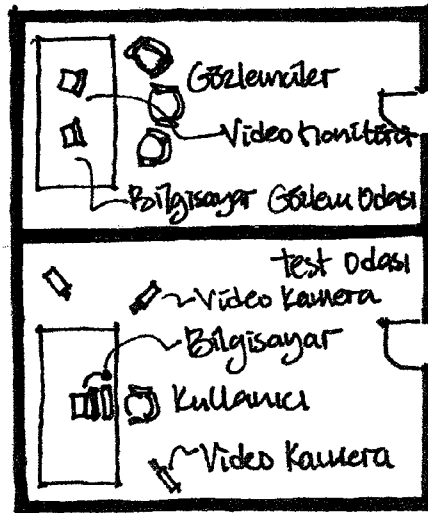 Gözlemciler
Video Monitörü
Bilgisayar Gözlem Odası
Test Odası
Video Kamera
Bilgisayar
Kullanıcı
Video Kamera